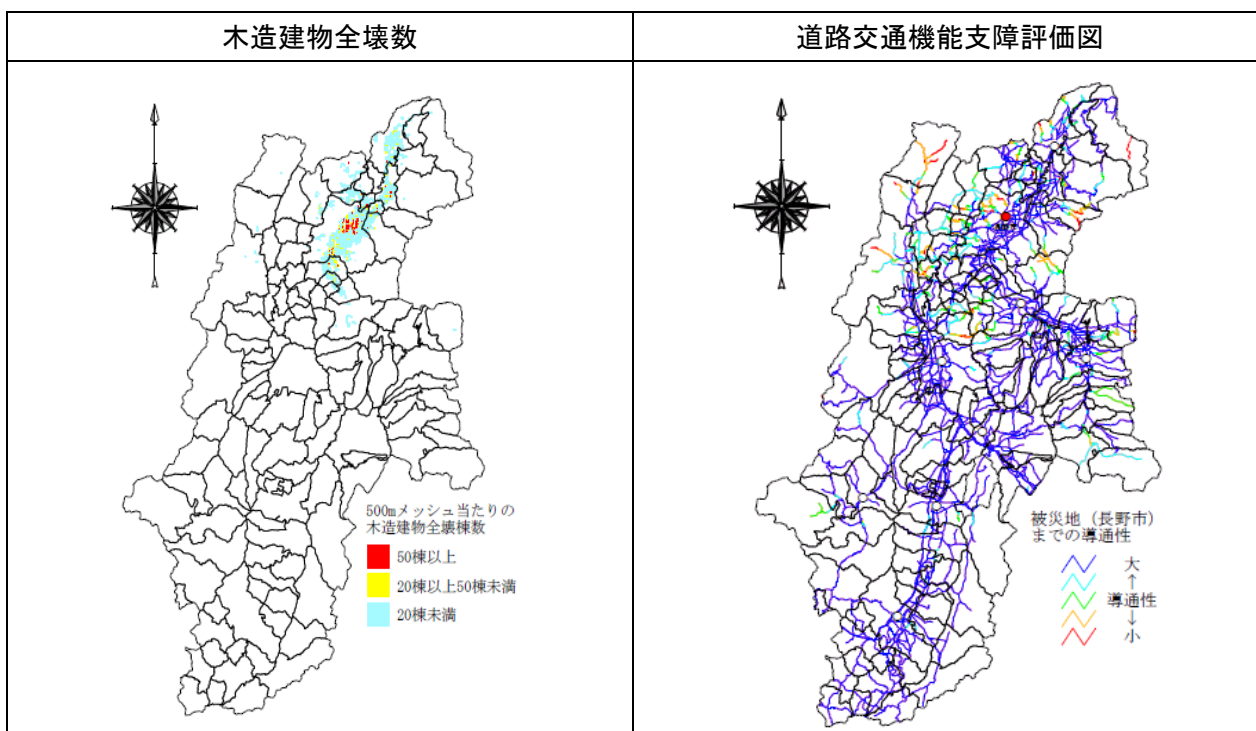 木造建物全壊数
道路交通機能支障評価図
500mメッシュ当たりの
木造建物全壊棟数
50棟以上
20棟以上50棟未満
20棟未満
被災地（長野市）
までの導通性
大
↑
導通性
↓
小